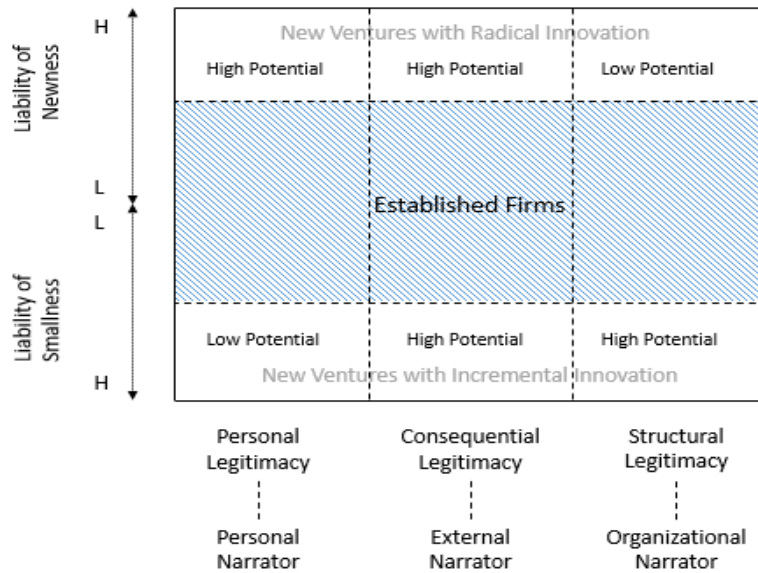 H
New Ventures with Radical Innovation
High Potential
High Potential
Low Potential
Liability of
Newness
L
Established Firms
L
Liability of
Smallness
Low Potential
High Potential
High Potential
New Ventures with Incremental Innovation
H
Personal
Legitimacy
Consequential
Legitimacy
Structural
Legitimacy
Personal
Narrator
External
Narrator
Organizational
Narrator